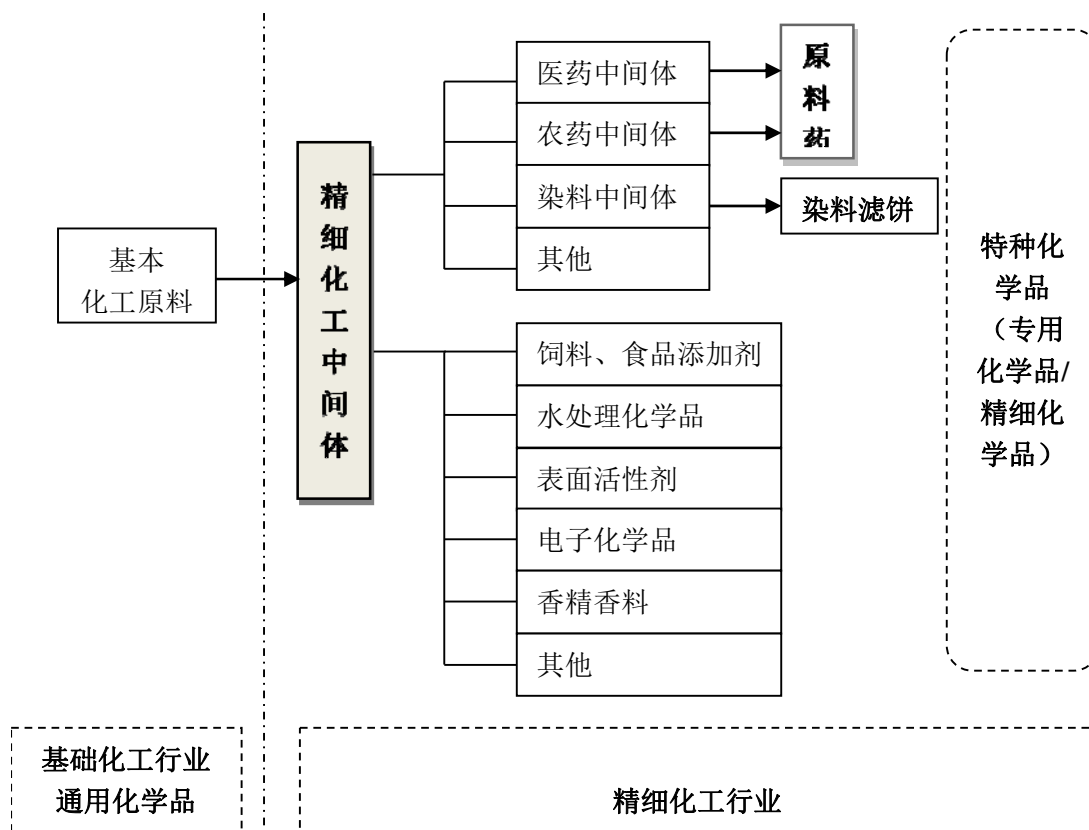 基本
化工原料
精
细
化
工
中
间
体
医药中间体
农药中间体
染料中间体
其他
原
料
药
染料滤饼
饲料、食品添加剂
水处理化学品
表面活性剂
电子化学品
香精香料
其他
特种化
学品
（专用
化学品/
精细化
学品）
基础化工行业
通用化学品
精细化工行业